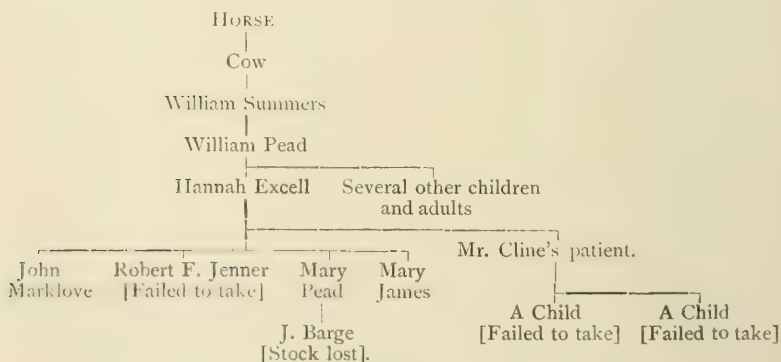 HORSE
Cow
William Summers
William Pead
Hannah Excell Several other children
and adults
Mr. Cline's patient.
John Robert F. Jenner Mary Mary
Marklove [Failed to take] Pead James
A Child A Child
[Failed to take] [Failed to take]
J. Barge
[Stock lost].